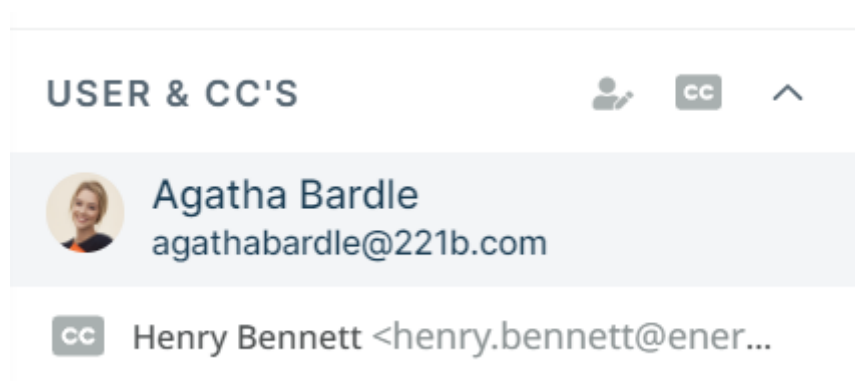 USER & CC'S CC
Agatha Bardle
agathabardle@221b.com
CC Henry Bennett <henry.bennett@ener...